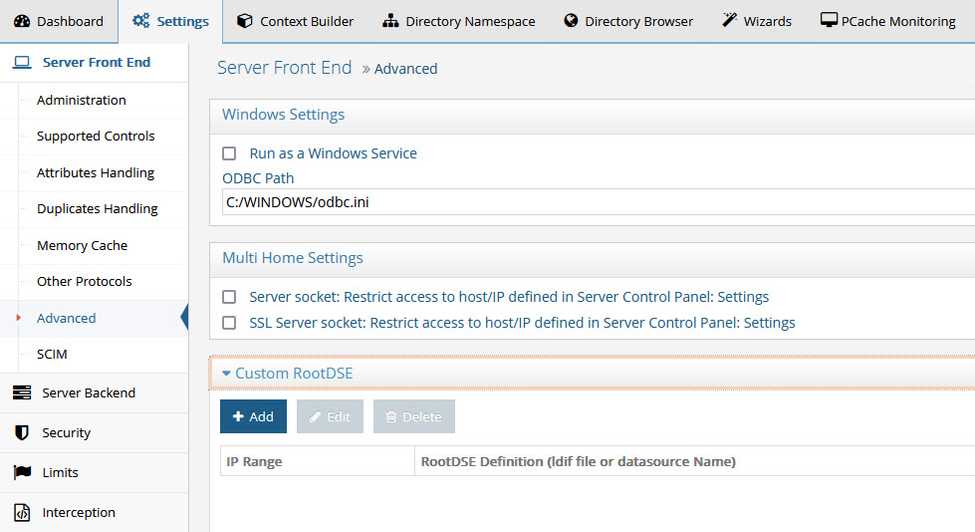 Dashboard Settings Context Builder Directory Namespace Directory Browser Wizards PCache Monitoring
Server Front End
Administration
Supported Controls
Attributes Handling
Duplicates Handling
Memory Cache
Other Protocols
Advanced
SCIM
Server Backend
Security
Limits
Interception
Server Front End » Advanced
Windows Settings
Run as a Windows Service
ODBC Path
C:/WINDOWS/odbc.ini
Multi Home Settings
Server socket: Restrict access to host/IP defined in Server Control Panel: Settings
SSL Server socket: Restrict access to host/IP defined in Server Control Panel: Settings
Custom RootDSE
Add Edit Delete
IP Range RootDSE Definition (ldif file or datasource Name)